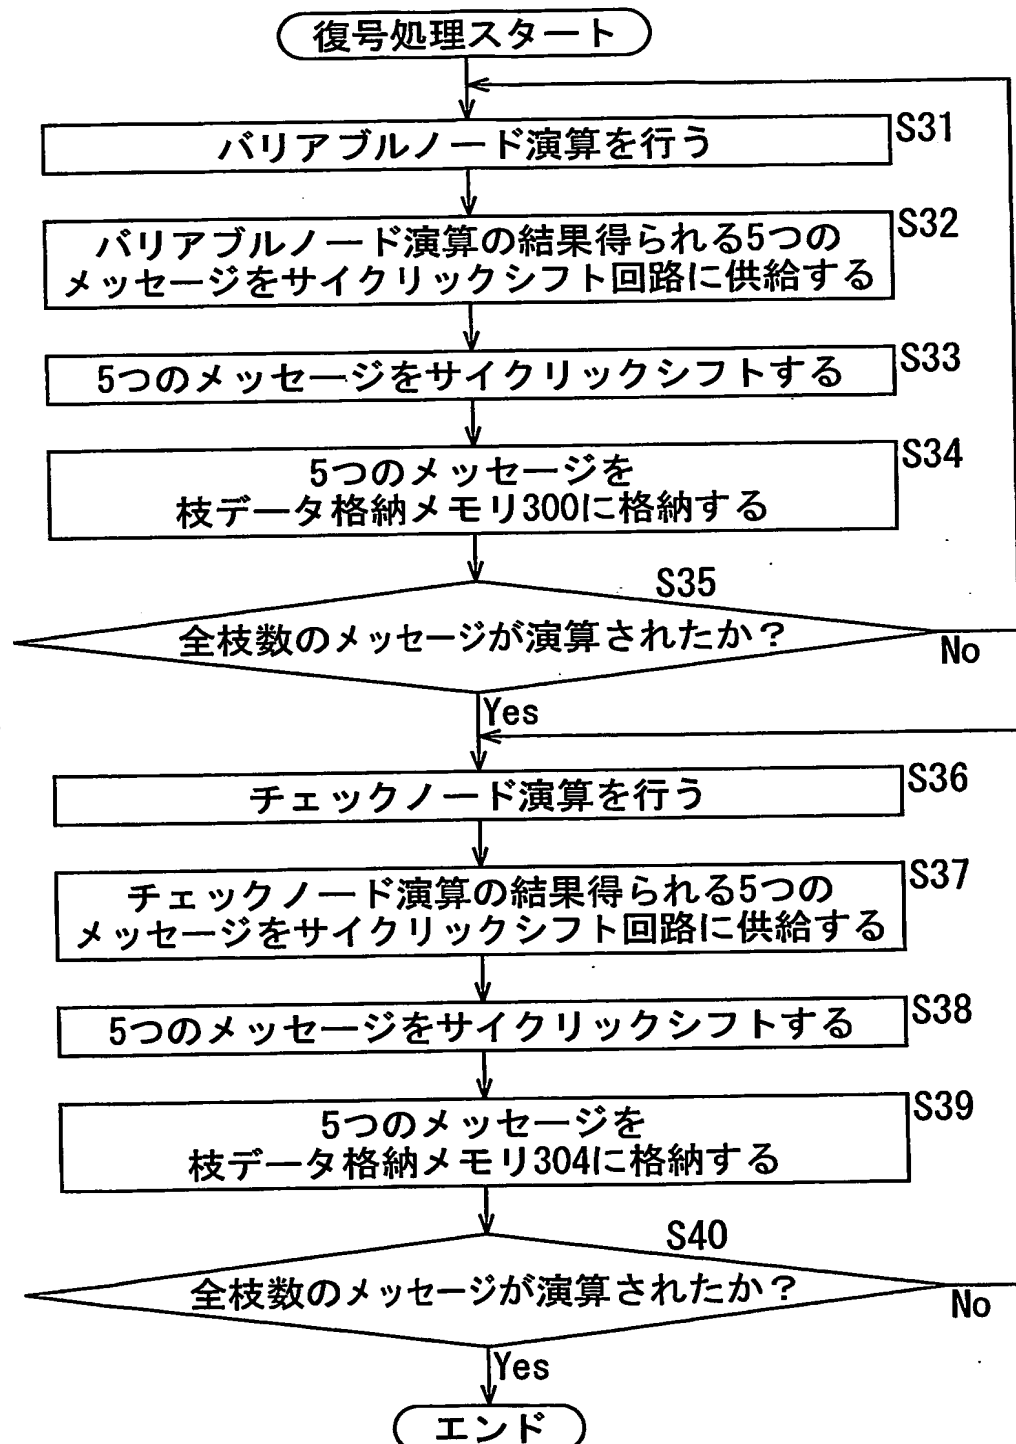 復号処理スタート
バリアブルノード演算を行う
S31
バリアブルノード演算の結果得られる5つの
メッセージをサイクリックシフト回路に供給する
S32
5つのメッセージをサイクリックシフトする
S33
5つのメッセージを
枝データ格納メモリ300に格納する
S34
S35
全枝数のメッセージが演算されたか?
No
Yes
チェックノード演算を行う
S36
チェックノード演算の結果得られる5つの
メッセージをサイクリックシフト回路に供給する
S37
5つのメッセージをサイクリックシフトする
S38
5つのメッセージを
枝データ格納メモリ304に格納する
S39
S40
全枝数のメッセージが演算されたか?
No
Yes
エンド